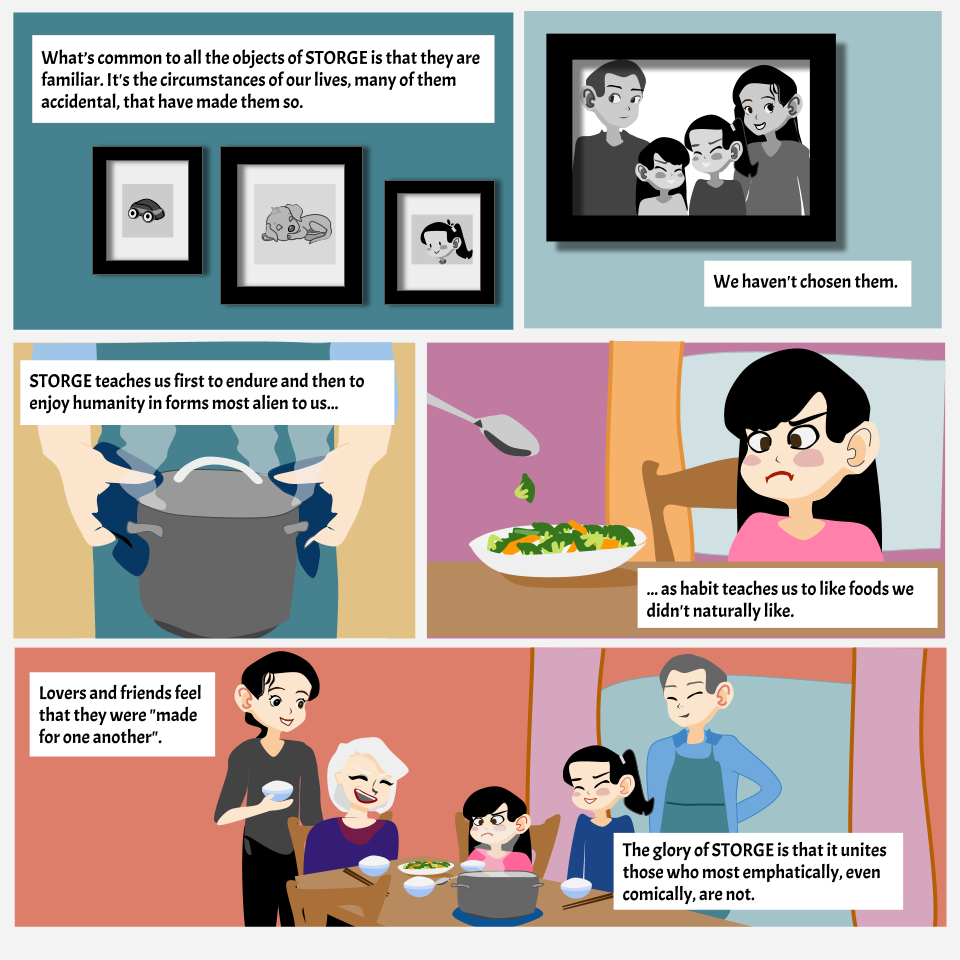 What's common to all the objects of STORGE is that they are
familiar. It's the circumstances of our lives, many of them
accidental, that have made them so.
We haven't chosen them.
STORGE teaches us first to endure and then to
enjoy humanity in forms most alien to us...
... as habit teaches us to like foods we
didn't naturally like.
Lovers and friends feel
that they were "made
for one another".
The glory of STORGE is that it unites
those who most emphatically, even
comically, are not.